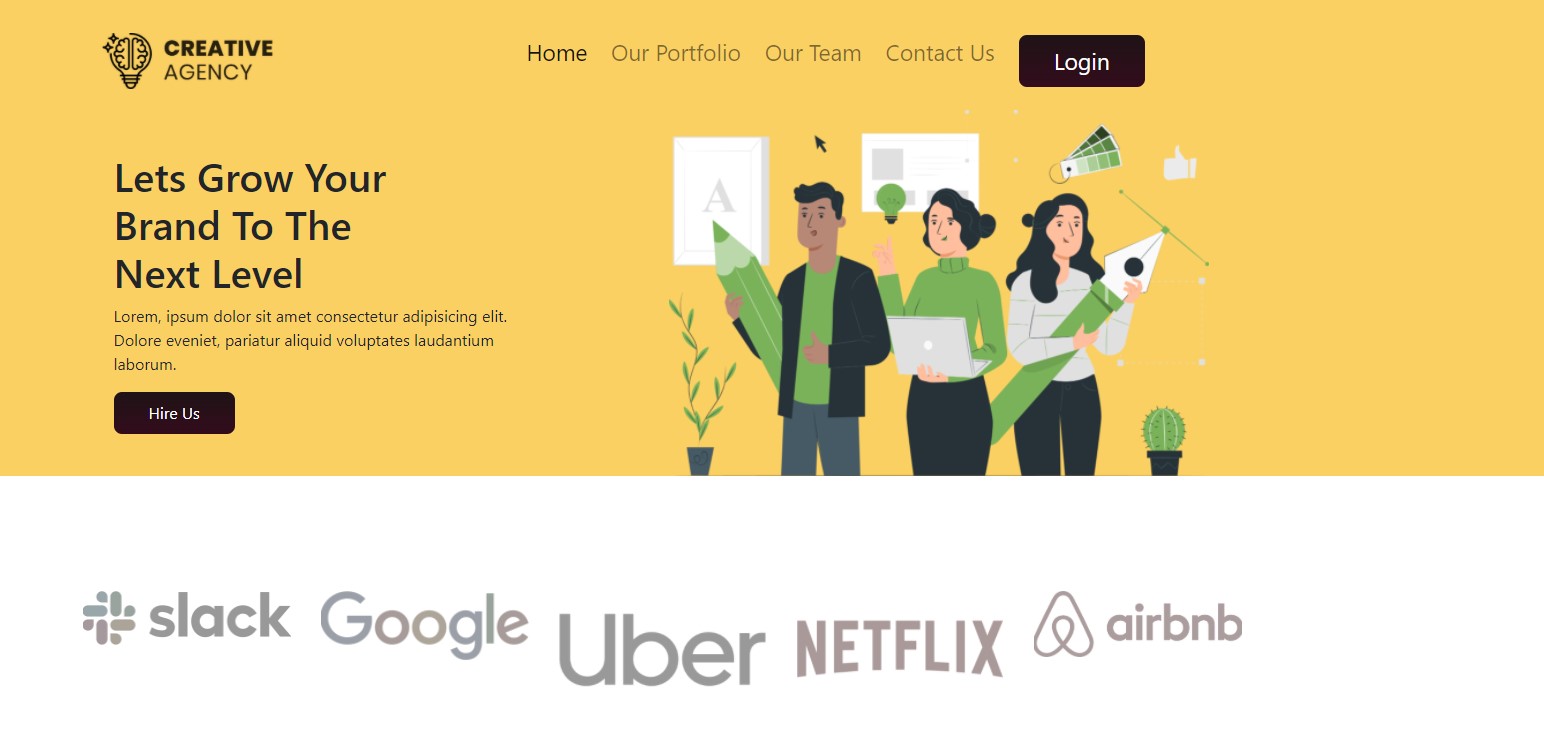 CREATIVE
AGENCY
Home Our Portfolio Our Team Contact Us Login
Lets Grow Your
Brand To The
Next Level
Lorem, ipsum dolor sit amet consectetur adipisicing elit.
Dolore eveniet, pariatur aliquid voluptates laudantium
laborum.
Hire Us
A
slack Google Uber NETFLIX airbnb